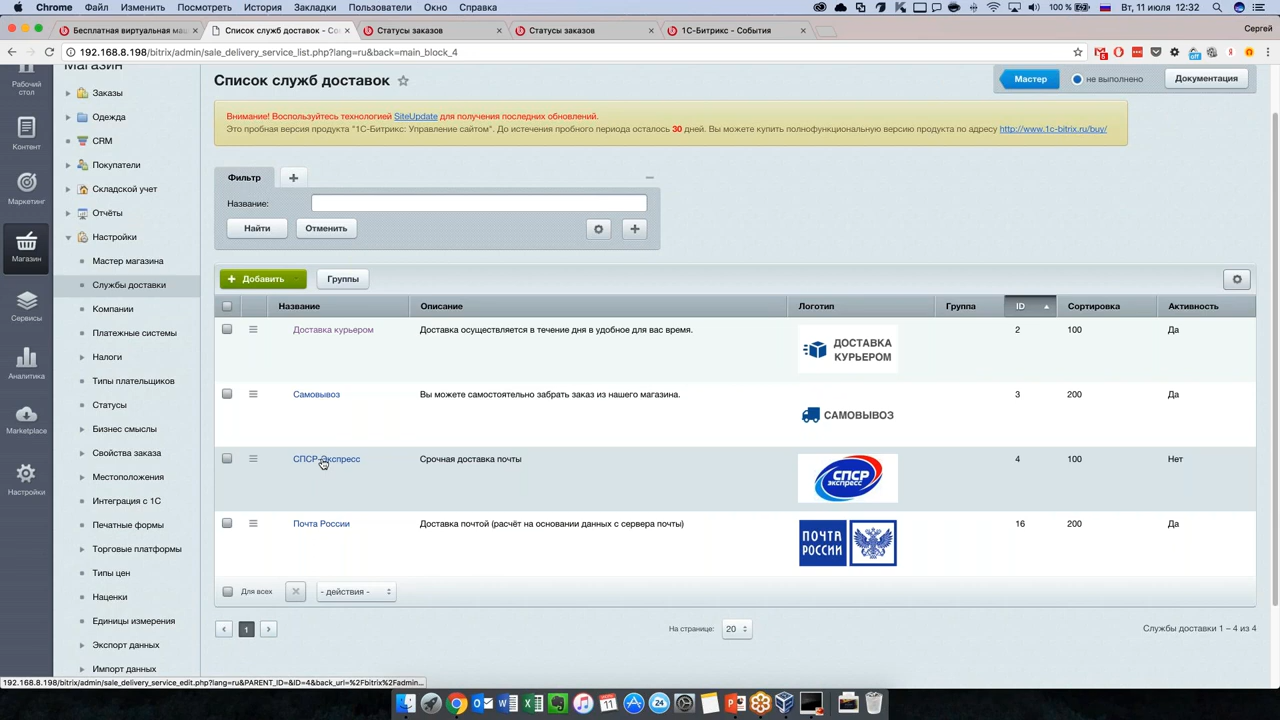 Chrome Файл Изменить Посмотреть История Закладки Пользователи Окно Справка 100 % Вт, 11 июля 12:32
Бесплатная виртуальная маш Список служб доставок - Со Статусы заказов Статусы заказов 1С-Битрикс - События Сергей
192.168.8.198/bitrix/admin/sale_delivery_service_list.php?lang=ru&back=main_block_4
Рабочий стол
Контент
Маркетинг
Магазин
Сервисы
Аналитика
Marketplace
Настройки
Магазин
Заказы
Одежда
CRM
Покупатели
Складской учет
Отчёты
Настройки
Мастер магазина
Службы доставки
Компании
Платежные системы
Налоги
Типы плательщиков
Статусы
Бизнес смыслы
Свойства заказа
Местоположения
Интеграция с 1С
Печатные формы
Торговые платформы
Типы цен
Наценки
Единицы измерения
Экспорт данных
Импорт данных
Список служб доставок Мастер не выполнено Документация
Внимание! Воспользуйтесь технологией SiteUpdate для получения последних обновлений.
Это пробная версия продукта "1С-Битрикс: Управление сайтом". До истечения пробного периода осталось 30 дней. Вы можете купить полнофункциональную версию продукта по адресу http://www.1c-bitrix.ru/buy/
Фильтр
Название:
Найти Отменить
Добавить Группы
Название Описание Логотип Группа ID Сортировка Активность
Доставка курьером Доставка осуществляется в течение дня в удобное для вас время. ДОСТАВКА КУРЬЕРОМ 2 100 Да
Самовывоз Вы можете самостоятельно забрать заказ из нашего магазина. САМОВЫВОЗ 3 200 Да
СПСР-Экспресс Срочная доставка почты СПСР экспресс 4 100 Нет
Почта России Доставка почтой (расчёт на основании данных с сервера почты) ПОЧТА РОССИИ 16 200 Да
Для всех - действия -
1 На странице: 20 Службы доставки 1 – 4 из 4
192.168.8.198/bitrix/admin/sale_delivery_service_edit.php?lang=ru&PARENT_ID=&ID=4&back_url=%2Fbitrix%2Fadmin...